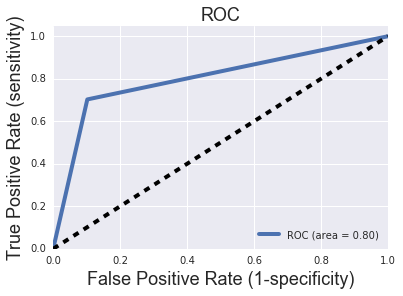 ROC
True Positive Rate (sensitivity)
1.0
0.8
0.6
0.4
0.2
0.0
ROC (area = 0.80)
0.0 0.2 0.4 0.6 0.8 1.0
False Positive Rate (1-specificity)